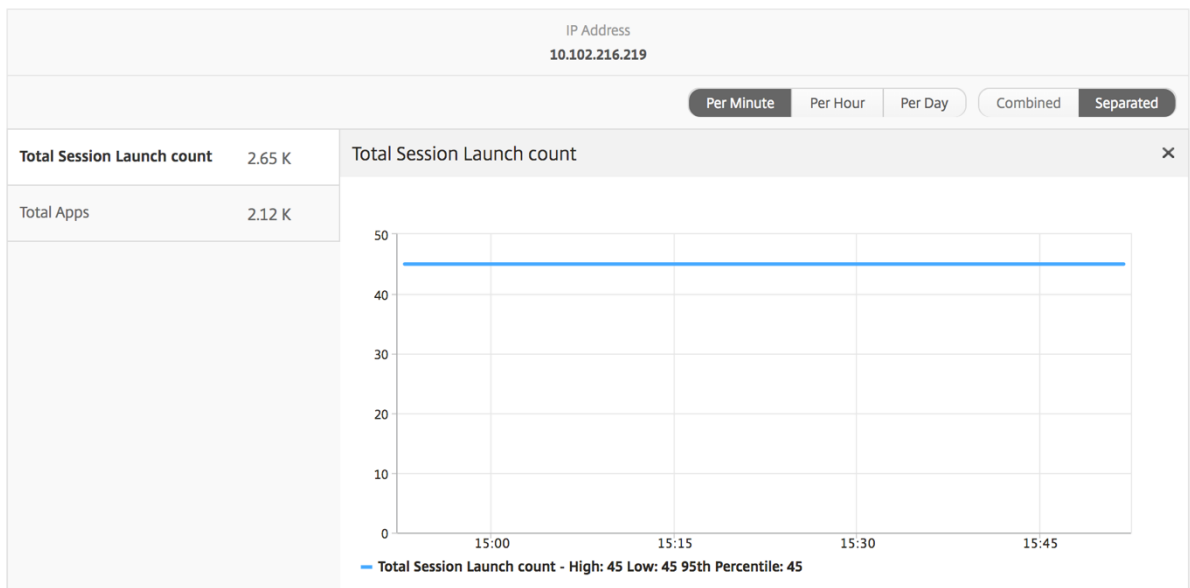 IP Address
10.102.216.219
Per Minute Per Hour Per Day Combined Separated
Total Session Launch count 2.65 K
Total Apps 2.12 K
Total Session Launch count ×
50
40
30
20
10
0
15:00 15:15 15:30 15:45
Total Session Launch count - High: 45 Low: 45 95th Percentile: 45